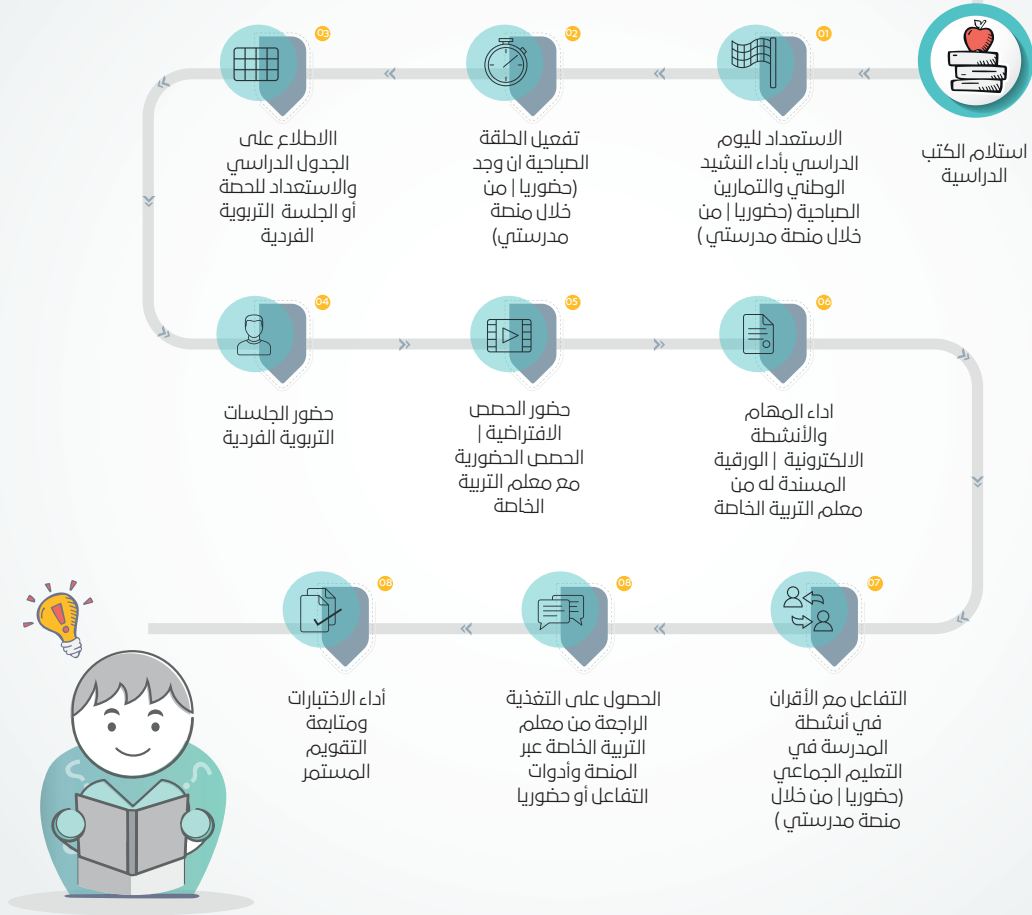 استلام الكتب
الدراسية
01
الاستعداد لليوم
الدراسي بأداء النشيد
الوطني والتمارين
الصباحية (حضوريا | من
خلال منصة مدرستي )
02
تفعيل الحلقة
الصباحية ان وجد
(حضوريا | من
خلال منصة
مدرستي)
03
االاطلاع على
الجدول الدراسي
والاستعداد للحصة
أو الجلسة التربوية
الفردية
04
حضور الجلسات
التربوية الفردية
05
حضور الحصص
الافتراضية |
الحصص الحضورية
مع معلم التربية
الخاصة
06
اداء المهام
والأنشطة
الالكترونية | الورقية
المسندة له من
معلم التربية الخاصة
07
التفاعل مع الأقران
في أنشطة
المدرسة في
التعليم الجماعي
(حضوريا | من خلال
منصة مدرستي )
08
الحصول على التغذية
الراجعة من معلم
التربية الخاصة عبر
المنصة وأدوات
التفاعل أو حضوريا
08
أداء الاختبارات
ومتابعة
التقويم
المستمر